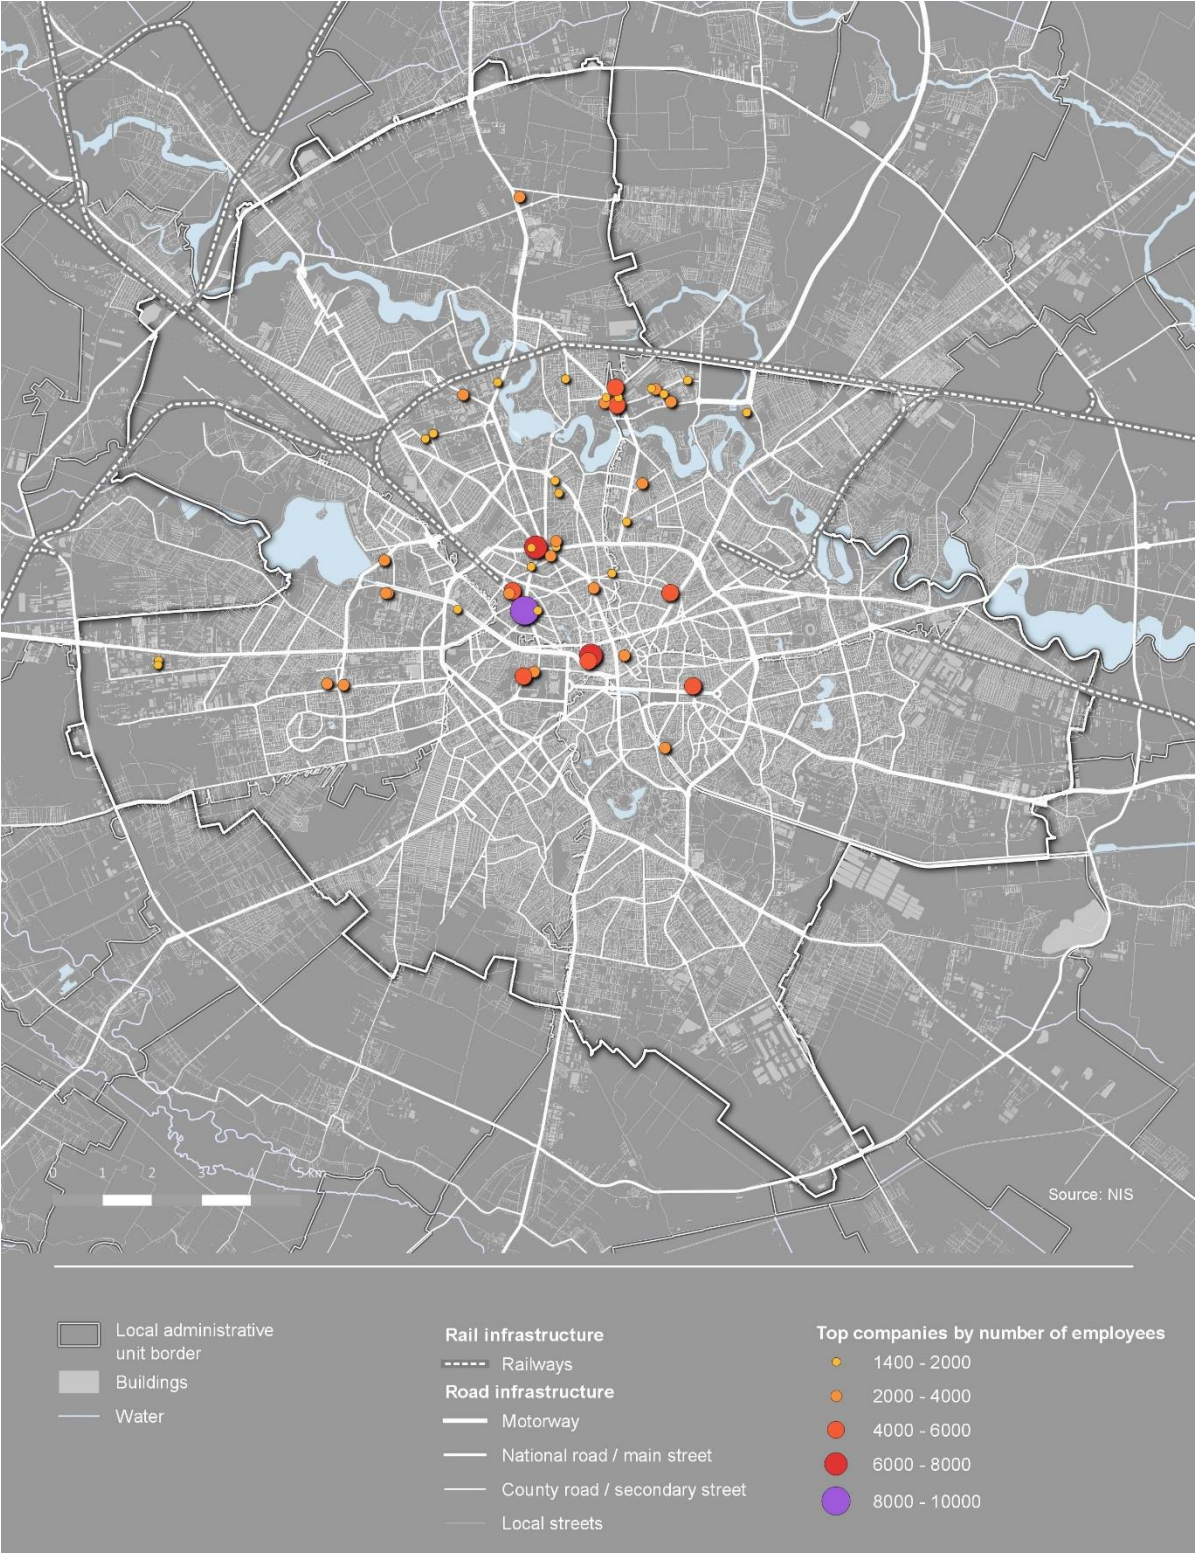 0 1 2 3 4 5 km
Source: NIS
Local administrative
unit border
Buildings
Water
Rail infrastructure
Railways
Road infrastructure
Motorway
National road / main street
County road / secondary street
Local streets
Top companies by number of employees
1400 - 2000
2000 - 4000
4000 - 6000
6000 - 8000
8000 - 10000